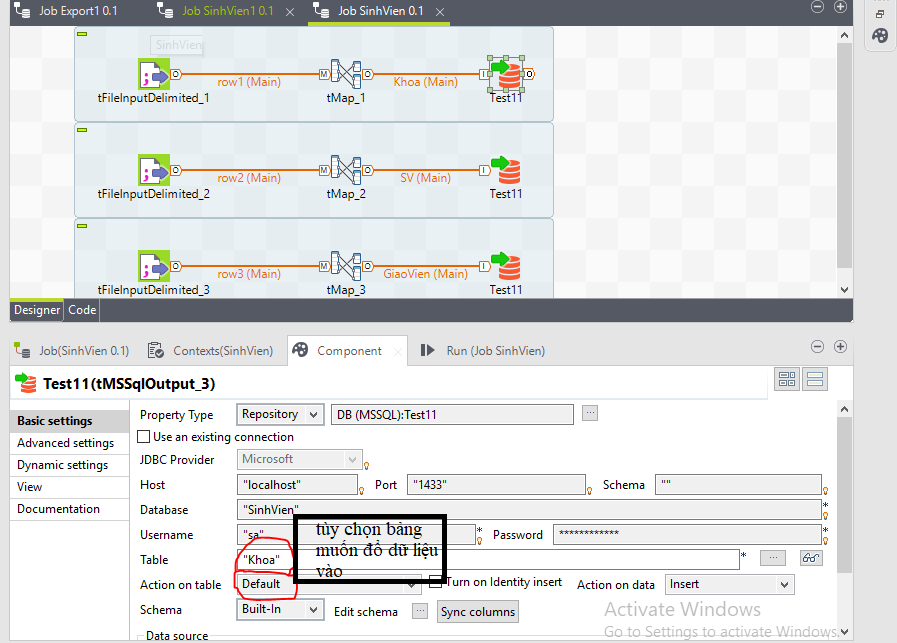 Job Export1 0.1
Job SinhVien1 0.1
Job SinhVien 0.1
SinhVien
O
row1 (Main)
M
O
Khoa (Main)
I
O
tFileInputDelimited_1
tMap_1
Test11
O
row2 (Main)
M
O
SV (Main)
I
tFileInputDelimited_2
tMap_2
Test11
O
row3 (Main)
M
O
GiaoVien (Main)
I
tFileInputDelimited_3
tMap_3
Test11
Designer
Code
Job(SinhVien 0.1)
Contexts(SinhVien)
Component
Run (Job SinhVien)
Test11(tMSSqlOutput_3)
Basic settings
Advanced settings
Dynamic settings
View
Documentation
Property Type
Repository
DB (MSSQL):Test11
...
Use an existing connection
JDBC Provider
Microsoft
Host
"localhost"
Port
"1433"
Schema
""
Database
"SinhVien"
*
Username
"sa"
*
Password
************
*
tùy chọn bảng
muốn đổ dữ liệu
vào
Table
"Khoa"
*
...
Action on table
Default
Turn on Identity insert
Action on data
Insert
Schema
Built-In
Edit schema
...
Sync columns
Data source
Activate Windows
Go to Settings to activate Windows.